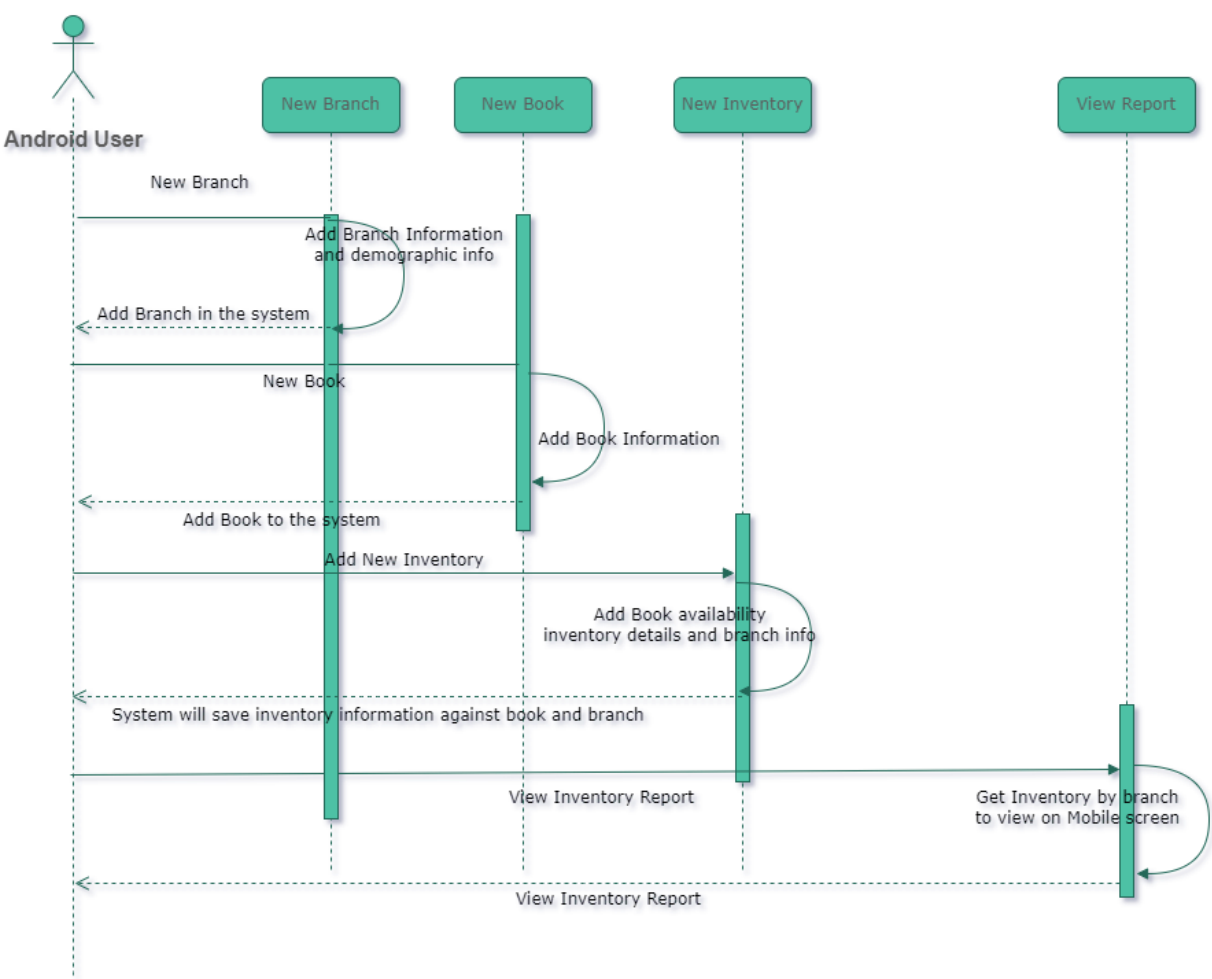 New Branch
New Book
New Inventory
View Report
Android User
New Branch
Add Branch Information
and demographic info
Add Branch in the system
New Book
Add Book Information
Add Book to the system
Add New Inventory
Add Book availability
inventory details and branch info
System will save inventory information against book and branch
View Inventory Report
Get Inventory by branch
to view on Mobile screen
View Inventory Report